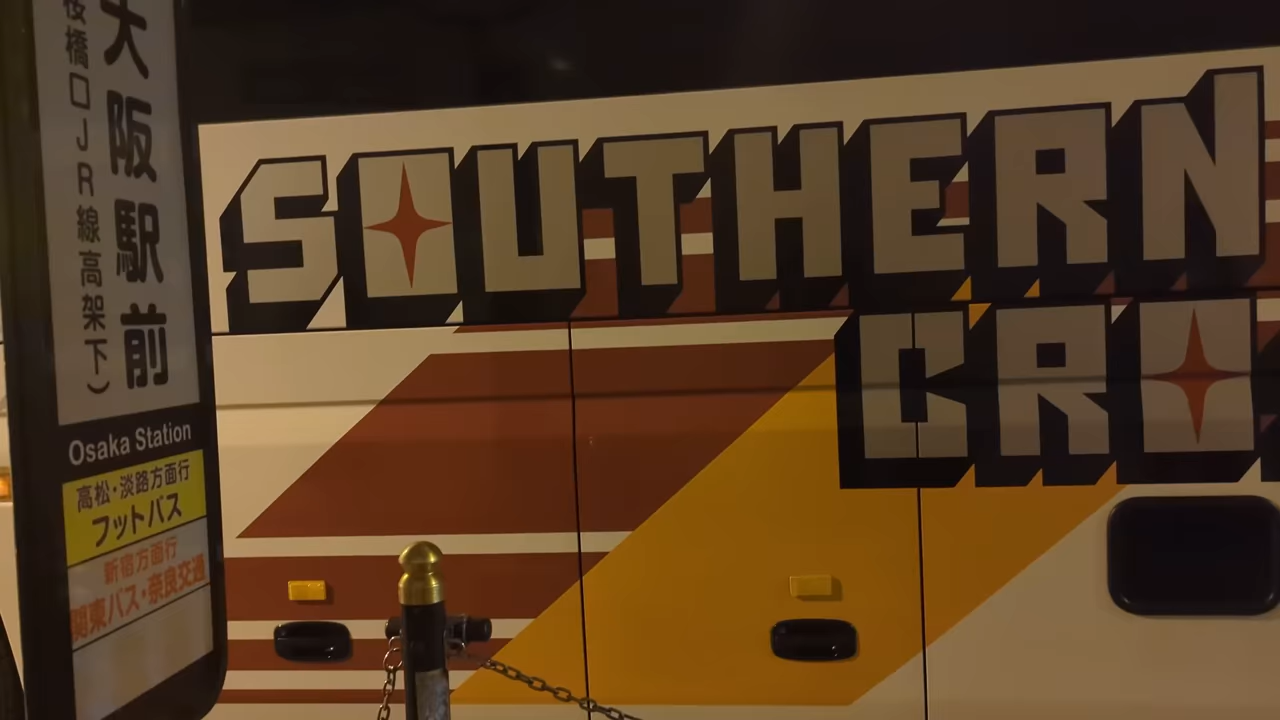 大阪駅前
桜橋口JR線高架下)
Osaka Station
高松・淡路方面行
フットバス
新宿方面行
関東バス・奈良交通
SOUTHERN
CRO